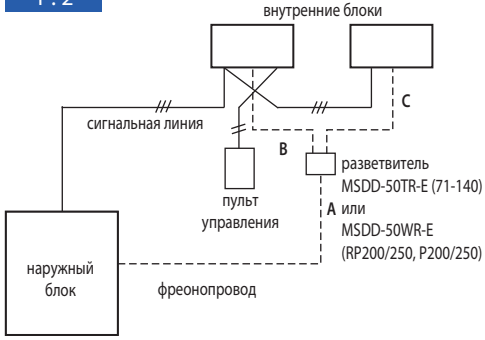 1 : 2
внутренние блоки
C
сигнальная линия
B
разветвитель
MSDD-50TR-E (71-140)
A или
MSDD-50WR-E
(RP200/250, P200/250)
пульт
управления
наружный
блок
фреонопровод